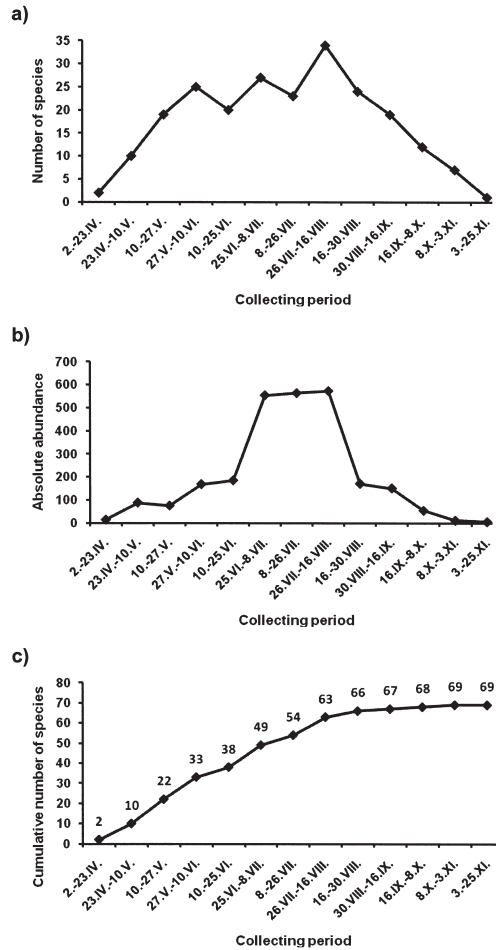 a)
Number of species
35
30
25
20
15
10
5
0
2.-23.IV.
23.IV.-10.V.
10.-27.V.
27.V.-10.VI.
10.-25.VI.
25.VI.-8.VII.
8.-26.VII.
26.VII.-16.VIII.
16.-30.VIII.
30.VIII.-16.IX.
16.IX.-8.X.
8.X.-3.XI.
3.-25.XI.
Collecting period
b)
Absolute abundance
700
600
500
400
300
200
100
0
2.-23.IV.
23.IV.-10.V.
10.-27.V.
27.V.-10.VI.
10.-25.VI.
25.VI.-8.VII.
8.-26.VII.
26.VII.-16.VIII.
16.-30.VIII.
30.VIII.-16.IX.
16.IX.-8.X.
8.X.-3.XI.
3.-25.XI.
Collecting period
c)
Cumulative number of species
80
70
60
50
40
30
20
10
0
2
10
22
33
38
49
54
63
66
67
68
69
69
2.-23.IV.
23.IV.-10.V.
10.-27.V.
27.V.-10.VI.
10.-25.VI.
25.VI.-8.VII.
8.-26.VII.
26.VII.-16.VIII.
16.-30.VIII.
30.VIII.-16.IX.
16.IX.-8.X.
8.X.-3.XI.
3.-25.XI.
Collecting period